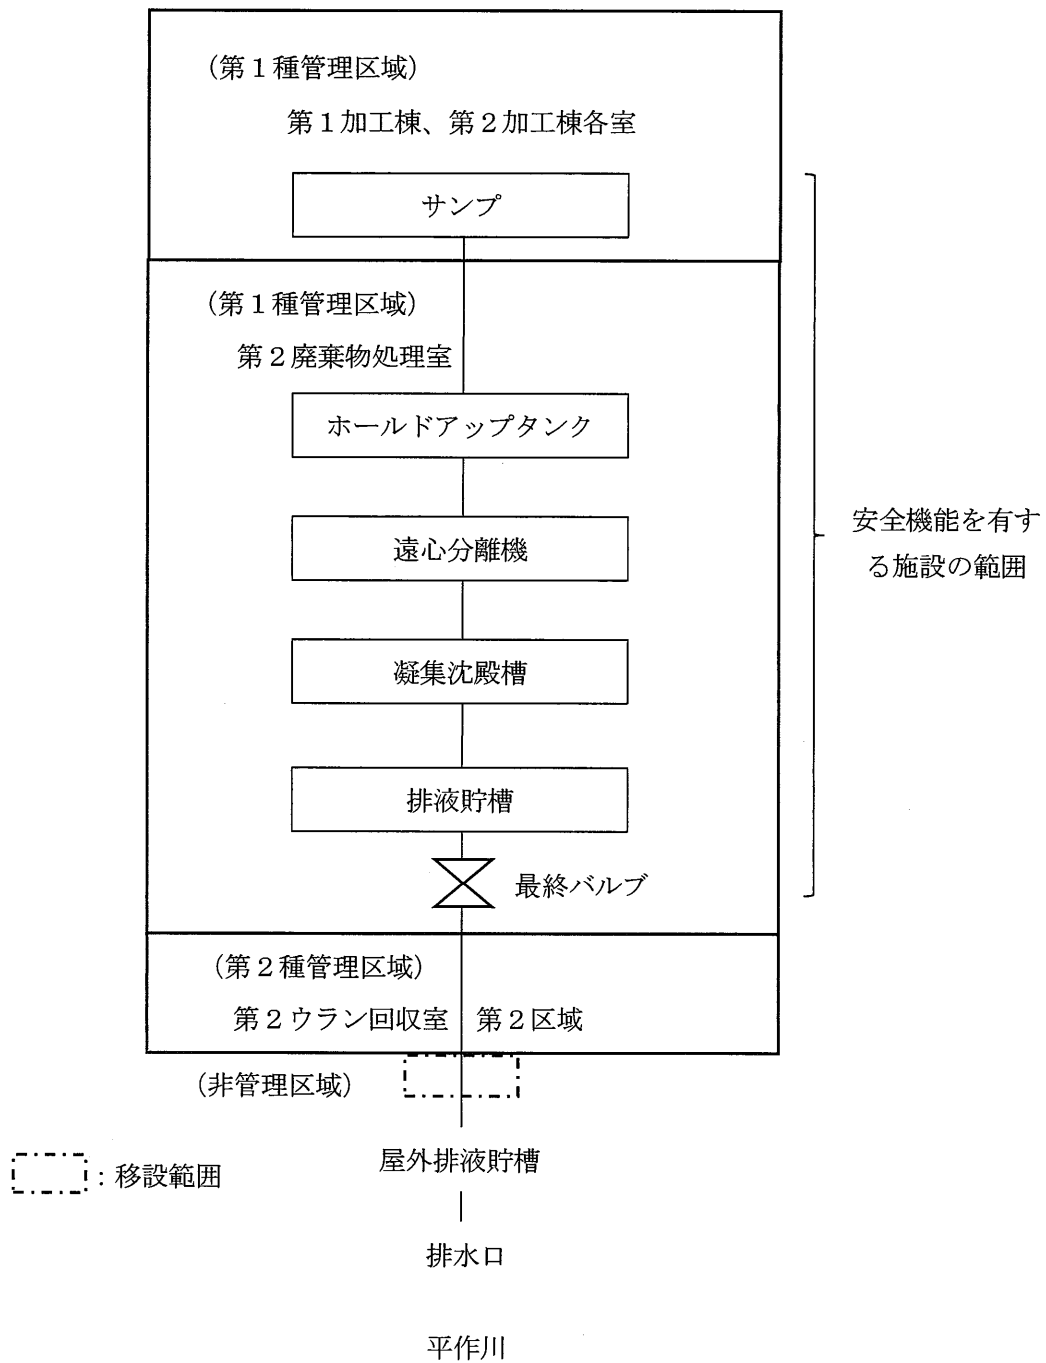 (第1種管理区域)
第1加工棟、第2加工棟各室
サンプ
(第1種管理区域)
第2廃棄物処理室
ホールドアップタンク
遠心分離機
凝集沈殿槽
排液貯槽
最終バルブ
安全機能を有す
る施設の範囲
(第2種管理区域)
第2ウラン回収室 第2区域
(非管理区域)
屋外排液貯槽
:移設範囲
排水口
平作川